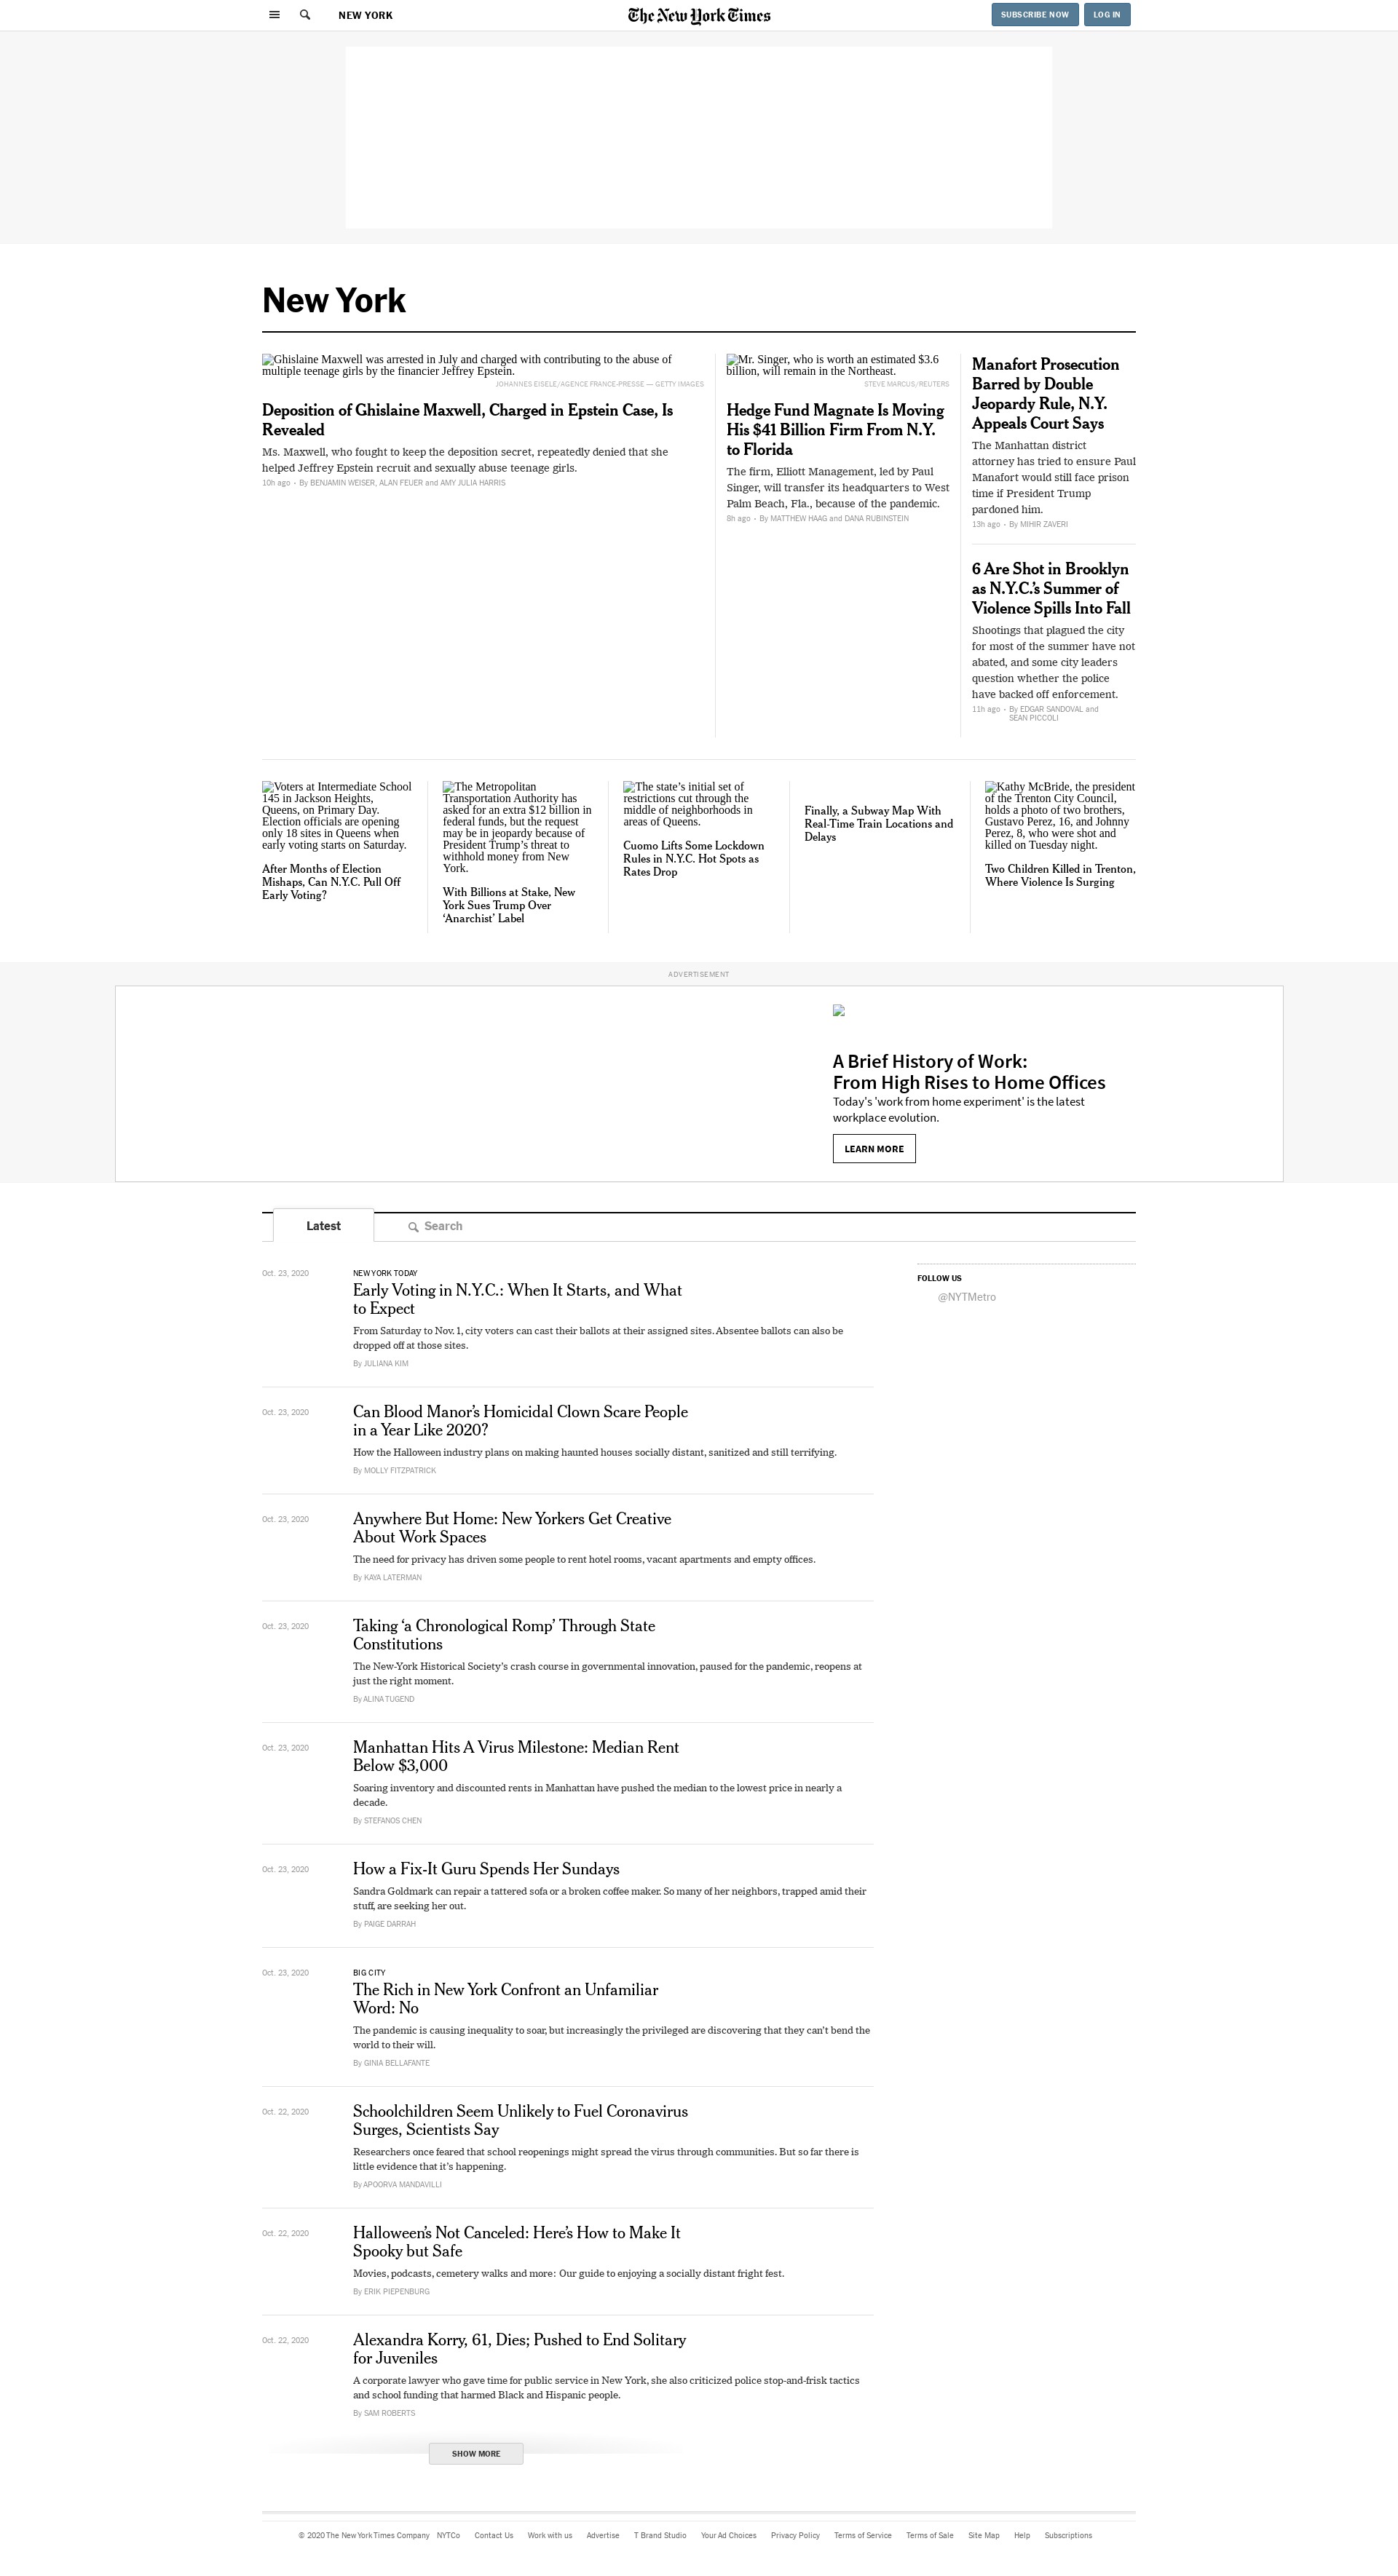 NEW YORK
The New York Times
SUBSCRIBE NOW
LOG IN
New York
Ghislaine Maxwell was arrested in July and charged with contributing to the abuse of
multiple teenage girls by the financier Jeffrey Epstein.
JOHANNES EISELE/AGENCE FRANCE-PRESSE — GETTY IMAGES
Deposition of Ghislaine Maxwell, Charged in Epstein Case, Is
Revealed
Ms. Maxwell, who fought to keep the deposition secret, repeatedly denied that she
helped Jeffrey Epstein recruit and sexually abuse teenage girls.
10h ago • By BENJAMIN WEISER, ALAN FEUER and AMY JULIA HARRIS
Mr. Singer, who is worth an estimated $3.6
billion, will remain in the Northeast.
STEVE MARCUS/REUTERS
Hedge Fund Magnate Is Moving
His $41 Billion Firm From N.Y.
to Florida
The firm, Elliott Management, led by Paul
Singer, will transfer its headquarters to West
Palm Beach, Fla., because of the pandemic.
8h ago • By MATTHEW HAAG and DANA RUBINSTEIN
Manafort Prosecution
Barred by Double
Jeopardy Rule, N.Y.
Appeals Court Says
The Manhattan district
attorney has tried to ensure Paul
Manafort would still face prison
time if President Trump
pardoned him.
13h ago • By MIHIR ZAVERI
6 Are Shot in Brooklyn
as N.Y.C.’s Summer of
Violence Spills Into Fall
Shootings that plagued the city
for most of the summer have not
abated, and some city leaders
question whether the police
have backed off enforcement.
11h ago • By EDGAR SANDOVAL and
SEAN PICCOLI
Voters at Intermediate School
145 in Jackson Heights,
Queens, on Primary Day.
Election officials are opening
only 18 sites in Queens when
early voting starts on Saturday.
After Months of Election
Mishaps, Can N.Y.C. Pull Off
Early Voting?
The Metropolitan
Transportation Authority has
asked for an extra $12 billion in
federal funds, but the request
may be in jeopardy because of
President Trump’s threat to
withhold money from New
York.
With Billions at Stake, New
York Sues Trump Over
‘Anarchist’ Label
The state’s initial set of
restrictions cut through the
middle of neighborhoods in
areas of Queens.
Cuomo Lifts Some Lockdown
Rules in N.Y.C. Hot Spots as
Rates Drop
Finally, a Subway Map With
Real-Time Train Locations and
Delays
Kathy McBride, the president
of the Trenton City Council,
holds a photo of two brothers,
Gustavo Perez, 16, and Johnny
Perez, 8, who were shot and
killed on Tuesday night.
Two Children Killed in Trenton,
Where Violence Is Surging
ADVERTISEMENT
A Brief History of Work:
From High Rises to Home Offices
Today's 'work from home experiment' is the latest
workplace evolution.
LEARN MORE
Latest
Search
Oct. 23, 2020
NEW YORK TODAY
Early Voting in N.Y.C.: When It Starts, and What
to Expect
From Saturday to Nov. 1, city voters can cast their ballots at their assigned sites. Absentee ballots can also be
dropped off at those sites.
By JULIANA KIM
FOLLOW US
@NYTMetro
Oct. 23, 2020
Can Blood Manor’s Homicidal Clown Scare People
in a Year Like 2020?
How the Halloween industry plans on making haunted houses socially distant, sanitized and still terrifying.
By MOLLY FITZPATRICK
Oct. 23, 2020
Anywhere But Home: New Yorkers Get Creative
About Work Spaces
The need for privacy has driven some people to rent hotel rooms, vacant apartments and empty offices.
By KAYA LATERMAN
Oct. 23, 2020
Taking ‘a Chronological Romp’ Through State
Constitutions
The New-York Historical Society’s crash course in governmental innovation, paused for the pandemic, reopens at
just the right moment.
By ALINA TUGEND
Oct. 23, 2020
Manhattan Hits A Virus Milestone: Median Rent
Below $3,000
Soaring inventory and discounted rents in Manhattan have pushed the median to the lowest price in nearly a
decade.
By STEFANOS CHEN
Oct. 23, 2020
How a Fix-It Guru Spends Her Sundays
Sandra Goldmark can repair a tattered sofa or a broken coffee maker. So many of her neighbors, trapped amid their
stuff, are seeking her out.
By PAIGE DARRAH
Oct. 23, 2020
BIG CITY
The Rich in New York Confront an Unfamiliar
Word: No
The pandemic is causing inequality to soar, but increasingly the privileged are discovering that they can’t bend the
world to their will.
By GINIA BELLAFANTE
Oct. 22, 2020
Schoolchildren Seem Unlikely to Fuel Coronavirus
Surges, Scientists Say
Researchers once feared that school reopenings might spread the virus through communities. But so far there is
little evidence that it’s happening.
By APOORVA MANDAVILLI
Oct. 22, 2020
Halloween’s Not Canceled: Here’s How to Make It
Spooky but Safe
Movies, podcasts, cemetery walks and more: Our guide to enjoying a socially distant fright fest.
By ERIK PIEPENBURG
Oct. 22, 2020
Alexandra Korry, 61, Dies; Pushed to End Solitary
for Juveniles
A corporate lawyer who gave time for public service in New York, she also criticized police stop-and-frisk tactics
and school funding that harmed Black and Hispanic people.
By SAM ROBERTS
SHOW MORE
© 2020 The New York Times Company NYTCo Contact Us Work with us Advertise T Brand Studio Your Ad Choices Privacy Policy Terms of Service Terms of Sale Site Map Help Subscriptions